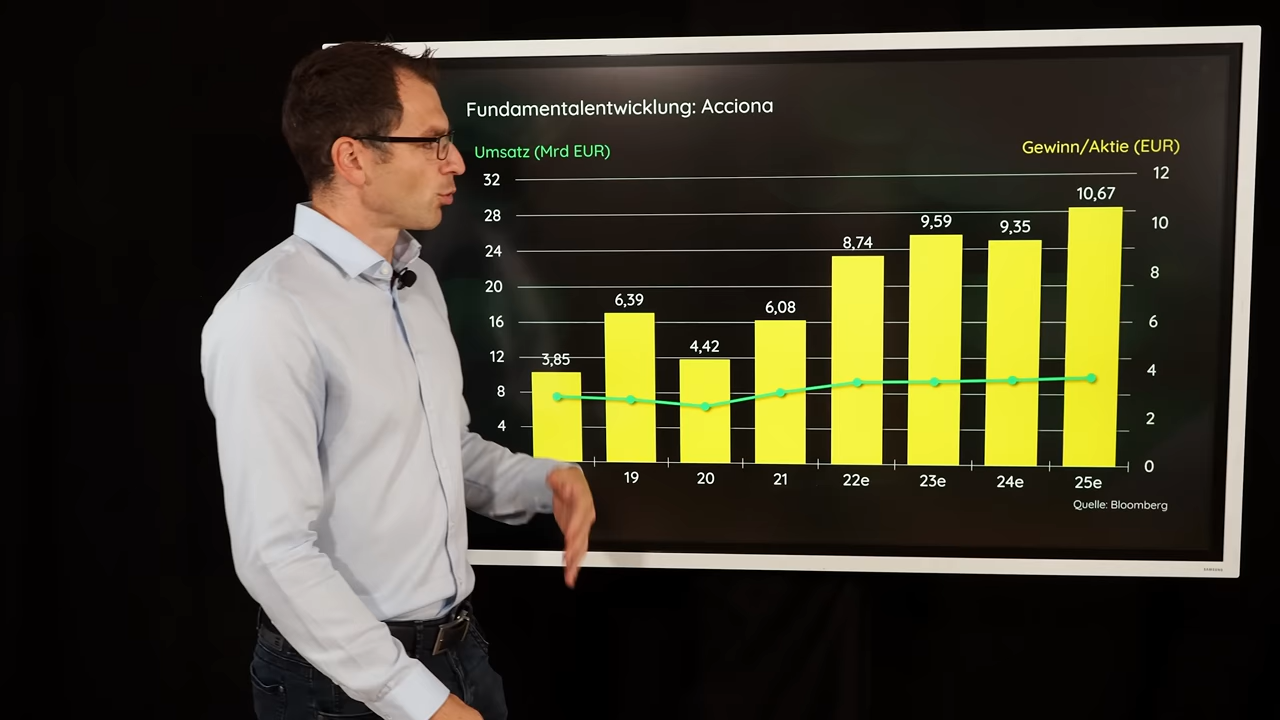 Fundamentalentwicklung: Acciona
Umsatz (Mrd EUR)
Gewinn/Aktie (EUR)
32
28
24
20
16
12
8
4
12
10
8
6
4
2
0
3,85
6,39
4,42
6,08
8,74
9,59
9,35
10,67
19
20
21
22e
23e
24e
25e
Quelle: Bloomberg
SAMSUNG